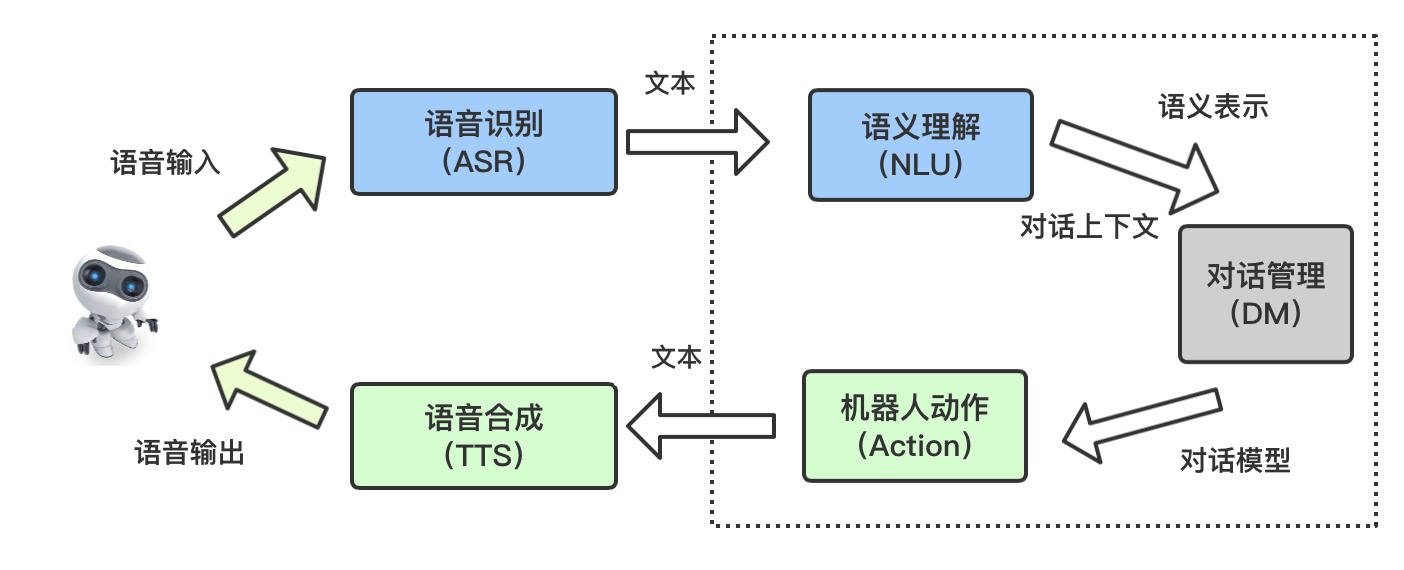 文本
语音识别
（ASR）
语义理解
（NLU）
语义表示
语音输入
对话上下文
对话管理
（DM）
文本
语音合成
（TTS）
机器人动作
（Action）
语音输出
对话模型